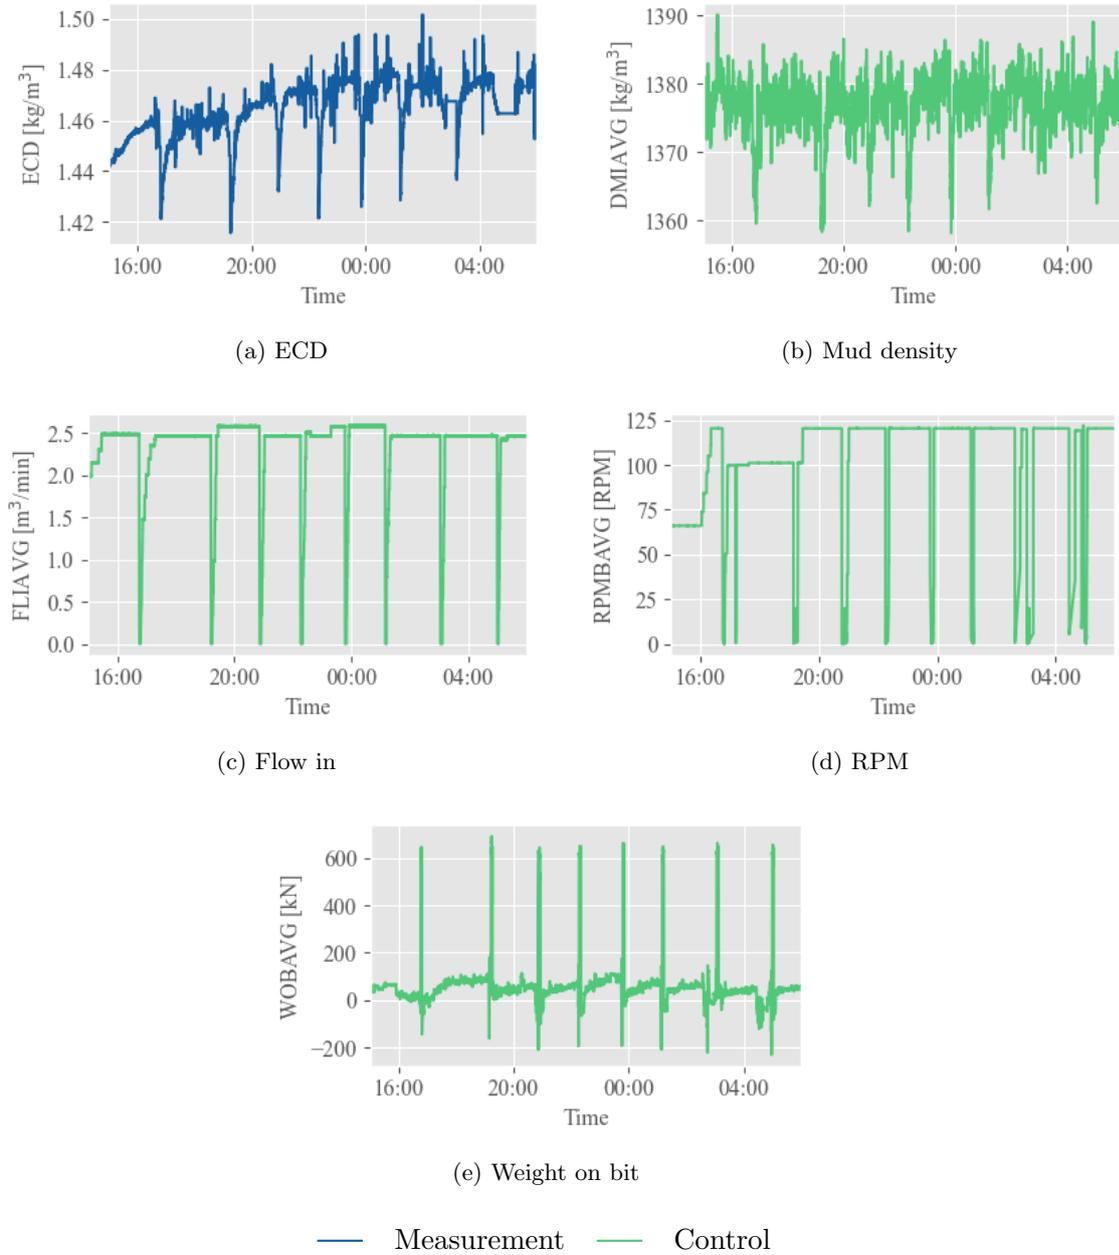 1.50
1.48
1.46
1.44
1.42
ECD [kg/m³]
16:00 20:00 00:00 04:00
Time
(a) ECD
1390
1380
1370
1360
DMIAVG [kg/m³]
16:00 20:00 00:00 04:00
Time
(b) Mud density
2.5
2.0
1.5
1.0
0.5
0.0
FLIAVG [m³/min]
16:00 20:00 00:00 04:00
Time
(c) Flow in
125
100
75
50
25
0
RPMBAVG [RPM]
16:00 20:00 00:00 04:00
Time
(d) RPM
600
400
200
0
−200
WOBAVG [kN]
16:00 20:00 00:00 04:00
Time
(e) Weight on bit
Measurement Control